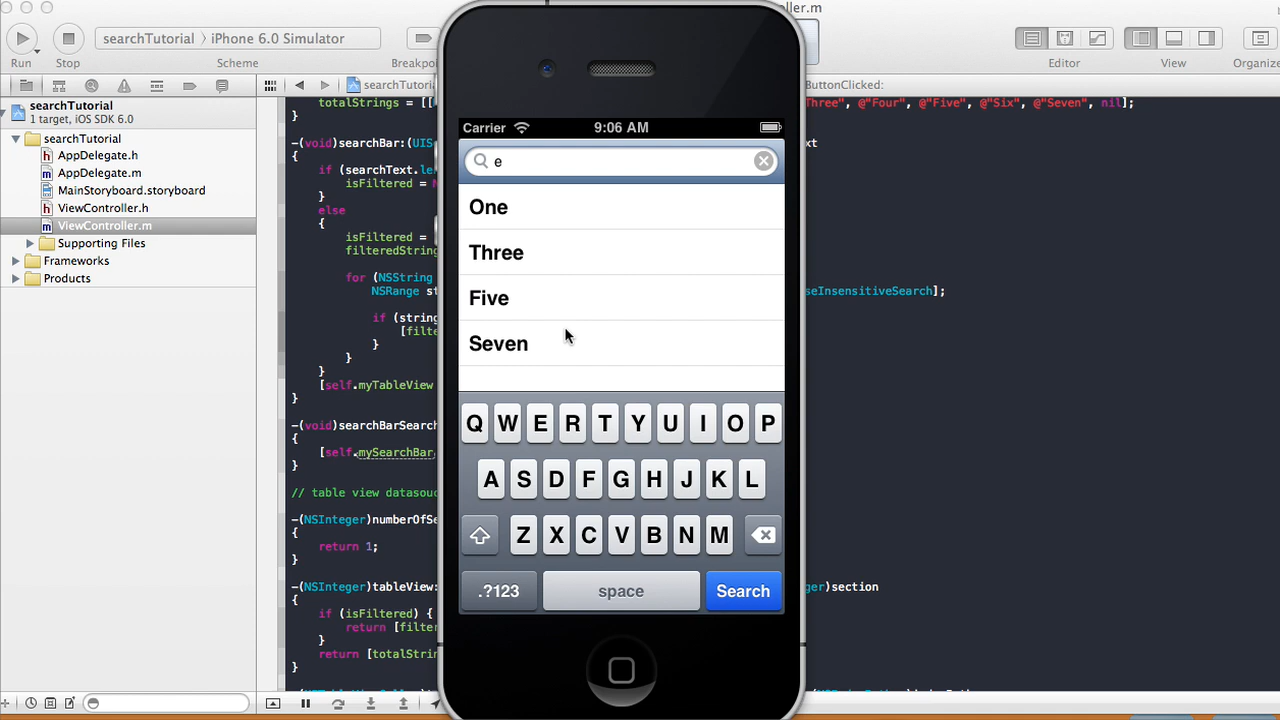 ntroller.m
searchTutorial 〉 iPhone 6.0 Simulator
Run
Stop
Scheme
Breakpo
Editor
View
Organize
searchTutorial
1 target, iOS SDK 6.0
searchTutorial
AppDelegate.h
AppDelegate.m
MainStoryboard.storyboard
ViewController.h
ViewController.m
Supporting Files
Frameworks
Products
searchTutoria
ButtonClicked:
totalStrings = [[
Three", @"Four", @"Five", @"Six", @"Seven", nil];
}
-(void)searchBar:(UIS
xt
{
if (searchText.le
isFiltered = N
}
else
{
isFiltered =
filteredString
for (NSString
NSRange st
seInsensitiveSearch];
if (string
[filte
}
}
}
[self.myTableView
}
-(void)searchBarSearch
{
[self.mySearchBar
}
// table view datasou
-(NSInteger)numberOfSe
{
return 1;
}
-(NSInteger)tableView:
ger)section
{
if (isFiltered) {
return [filter
}
return [totalStrin
}
Carrier
9:06 AM
e
One
Three
Five
Seven
Q W E R T Y U I O P
A S D F G H J K L
Z X C V B N M
.?123 space Search